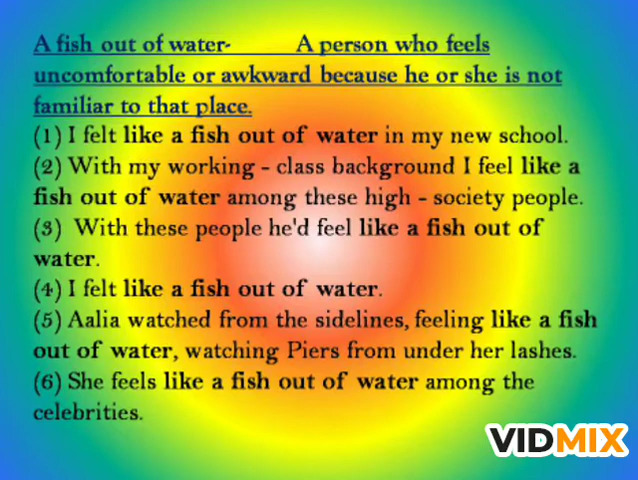 A fish out of water- A person who feels
uncomfortable or awkward because he or she is not
familiar to that place.
(1) I felt like a fish out of water in my new school.
(2) With my working - class background I feel like a
fish out of water among these high - society people.
(3) With these people he'd feel like a fish out of
water.
(4) I felt like a fish out of water.
(5) Aalia watched from the sidelines, feeling like a fish
out of water, watching Piers from under her lashes.
(6) She feels like a fish out of water among the
celebrities.
VIDMIX